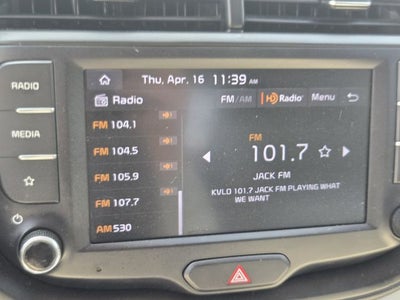 Thu, Apr. 16 11:39 AM
RADIO
Radio FM/AM HD Radio Menu
FM 104.1
FM 104.5
MEDIA
FM 105.9
FM 107.7
AM 530
FM
101.7
JACK FM
KVLD 101.7 JACK FM PLAYING WHAT
WE WANT